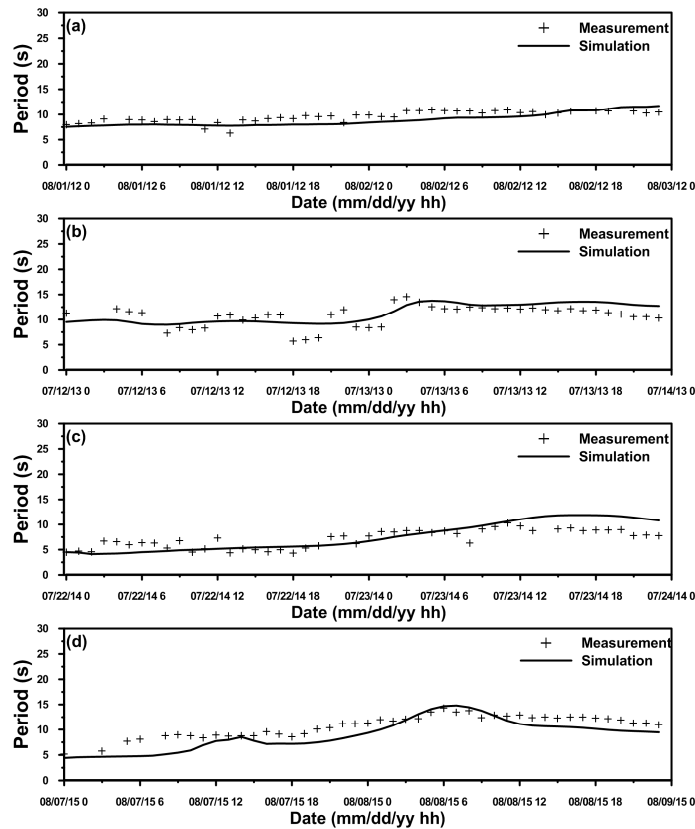 (a)
Measurement
Simulation
Period (s)
30
25
20
15
10
5
0
08/01/12 0 08/01/12 6 08/01/12 12 08/01/12 18 08/02/12 0 08/02/12 6 08/02/12 12 08/02/12 18 08/03/12 0
Date (mm/dd/yy hh)
(b)
Measurement
Simulation
Period (s)
30
25
20
15
10
5
0
07/12/13 0 07/12/13 6 07/12/13 12 07/12/13 18 07/13/13 0 07/13/13 6 07/13/13 12 07/13/13 18 07/14/13 0
Date (mm/dd/yy hh)
(c)
Measurement
Simulation
Period (s)
30
25
20
15
10
5
0
07/22/14 0 07/22/14 6 07/22/14 12 07/22/14 18 07/23/14 0 07/23/14 6 07/23/14 12 07/23/14 18 07/24/14 0
Date (mm/dd/yy hh)
(d)
Measurement
Simulation
Period (s)
30
25
20
15
10
5
0
08/07/15 0 08/07/15 6 08/07/15 12 08/07/15 18 08/08/15 0 08/08/15 6 08/08/15 12 08/08/15 18 08/09/15 0
Date (mm/dd/yy hh)